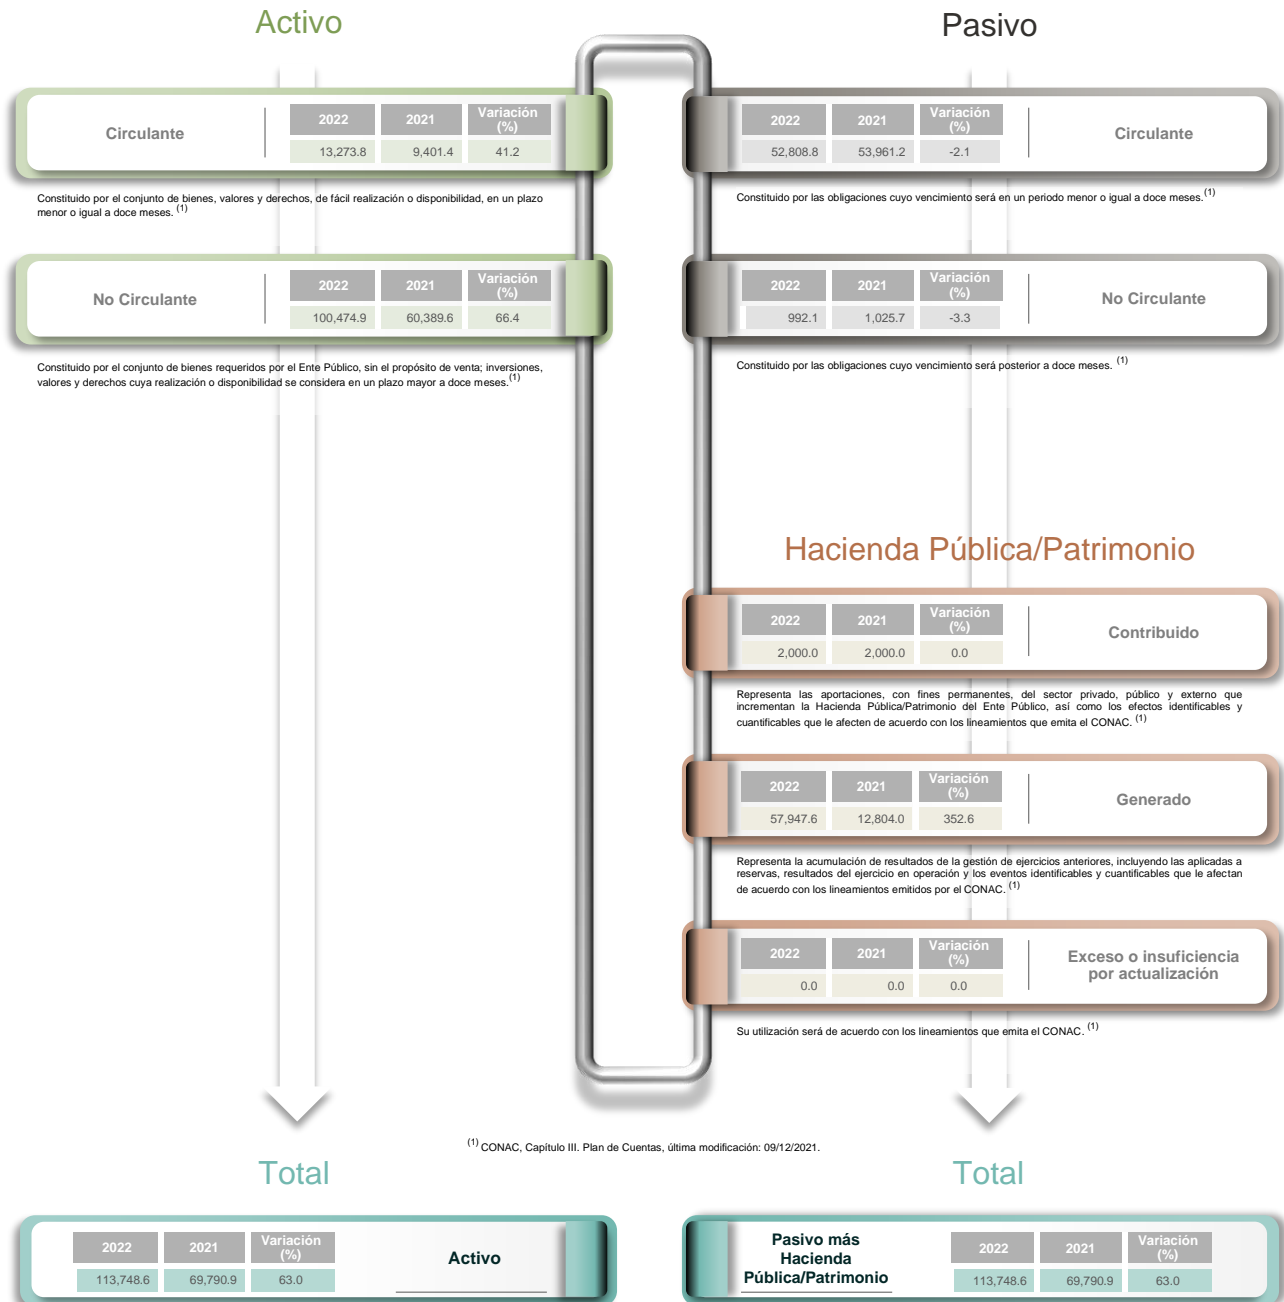 Activo
Circulante
2022 2021 Variación (%)
13,273.8 9,401.4 41.2
Constituido por el conjunto de bienes, valores y derechos, de fácil realización o disponibilidad, en un plazo
menor o igual a doce meses. (1)
No Circulante
2022 2021 Variación (%)
100,474.9 60,389.6 66.4
Constituido por el conjunto de bienes requeridos por el Ente Público, sin el propósito de venta; inversiones,
valores y derechos cuya realización o disponibilidad se considera en un plazo mayor a doce meses.(1)
Pasivo
2022 2021 Variación (%)
52,808.8 53,961.2 -2.1
Circulante
Constituido por las obligaciones cuyo vencimiento será en un periodo menor o igual a doce meses.(1)
2022 2021 Variación (%)
992.1 1,025.7 -3.3
No Circulante
Constituido por las obligaciones cuyo vencimiento será posterior a doce meses. (1)
Hacienda Pública/Patrimonio
2022 2021 Variación (%)
2,000.0 2,000.0 0.0
Contribuido
Representa las aportaciones, con fines permanentes, del sector privado, público y externo que
incrementan la Hacienda Pública/Patrimonio del Ente Público, así como los efectos identificables y
cuantificables que le afecten de acuerdo con los lineamientos que emita el CONAC. (1)
2022 2021 Variación (%)
57,947.6 12,804.0 352.6
Generado
Representa la acumulación de resultados de la gestión de ejercicios anteriores, incluyendo las aplicadas a
reservas, resultados del ejercicio en operación y los eventos identificables y cuantificables que le afectan
de acuerdo con los lineamientos emitidos por el CONAC. (1)
2022 2021 Variación (%)
0.0 0.0 0.0
Exceso o insuficiencia
por actualización
Su utilización será de acuerdo con los lineamientos que emita el CONAC. (1)
(1) CONAC, Capítulo III. Plan de Cuentas, última modificación: 09/12/2021.
Total
2022 2021 Variación (%)
113,748.6 69,790.9 63.0
Activo
Total
Pasivo más
Hacienda
Pública/Patrimonio
2022 2021 Variación (%)
113,748.6 69,790.9 63.0